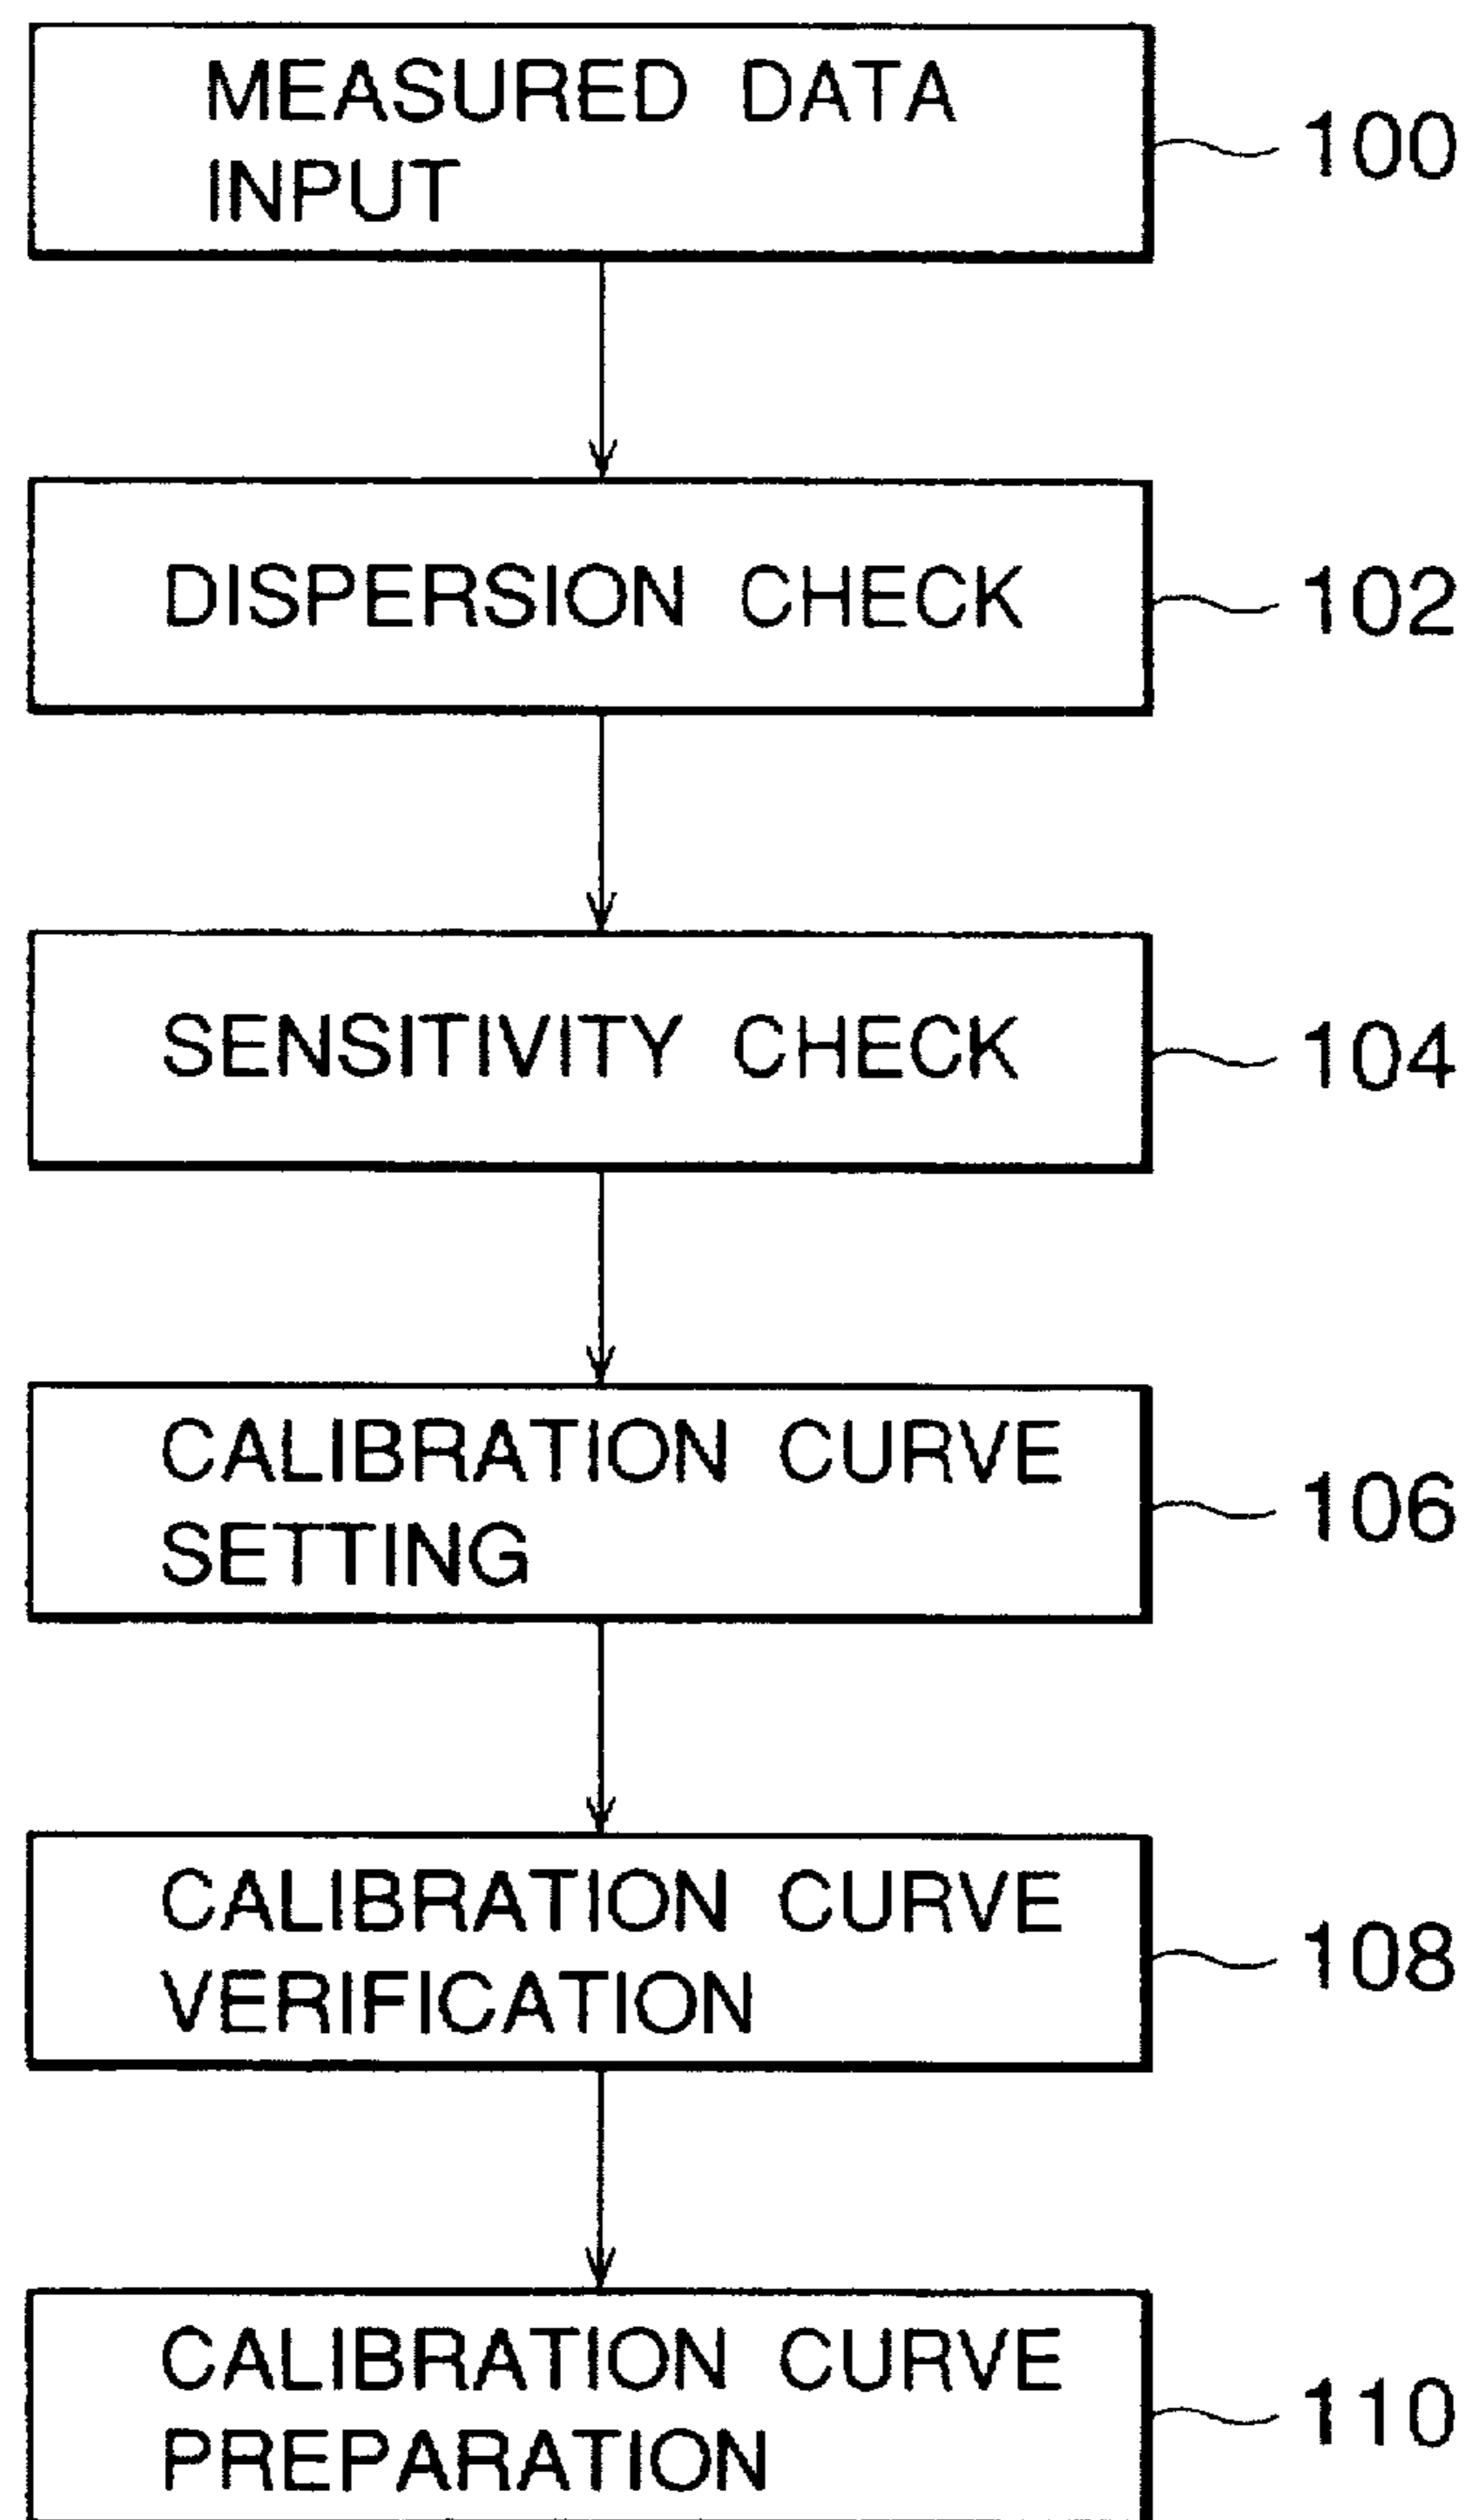 MEASURED DATA
INPUT
100
DISPERSION CHECK
102
SENSITIVITY CHECK
104
CALIBRATION CURVE
SETTING
106
CALIBRATION CURVE
VERIFICATION
108
CALIBRATION CURVE
PREPARATION
110